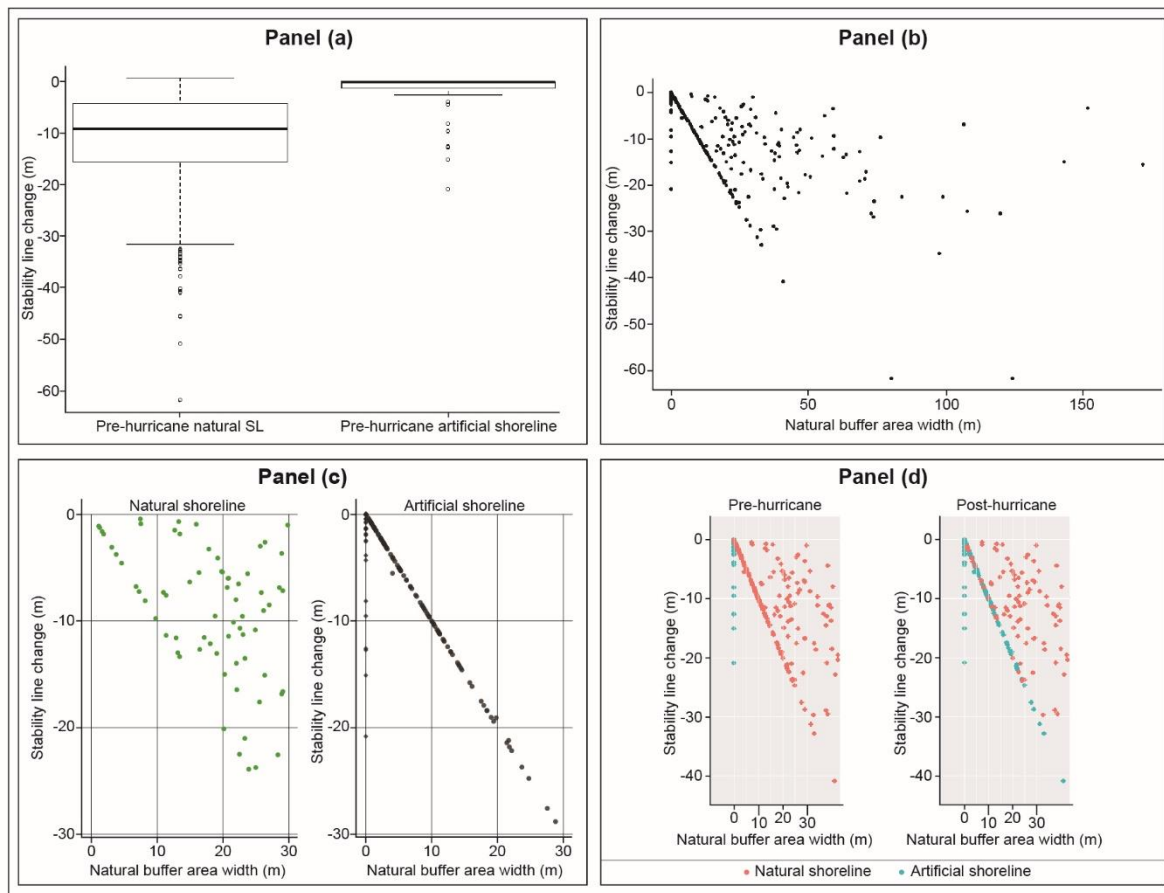 Panel (a)
Stability line change (m)
0
-10
-20
-30
-40
-50
-60
Pre-hurricane natural SL
Pre-hurricane artificial shoreline
Panel (b)
Stability line change (m)
0
-10
-20
-30
-40
-50
-60
0
50
100
150
Natural buffer area width (m)
Panel (c)
Natural shoreline
Stability line change (m)
0
-10
-20
-30
0
10
20
30
Natural buffer area width (m)
Artificial shoreline
Stability line change (m)
0
-10
-20
-30
0
10
20
30
Natural buffer area width (m)
Panel (d)
Pre-hurricane
Stability line change (m)
0
-10
-20
-30
-40
0
10
20
30
Natural buffer area width (m)
Post-hurricane
Stability line change (m)
0
-10
-20
-30
-40
0
10
20
30
Natural buffer area width (m)
Natural shoreline
Artificial shoreline